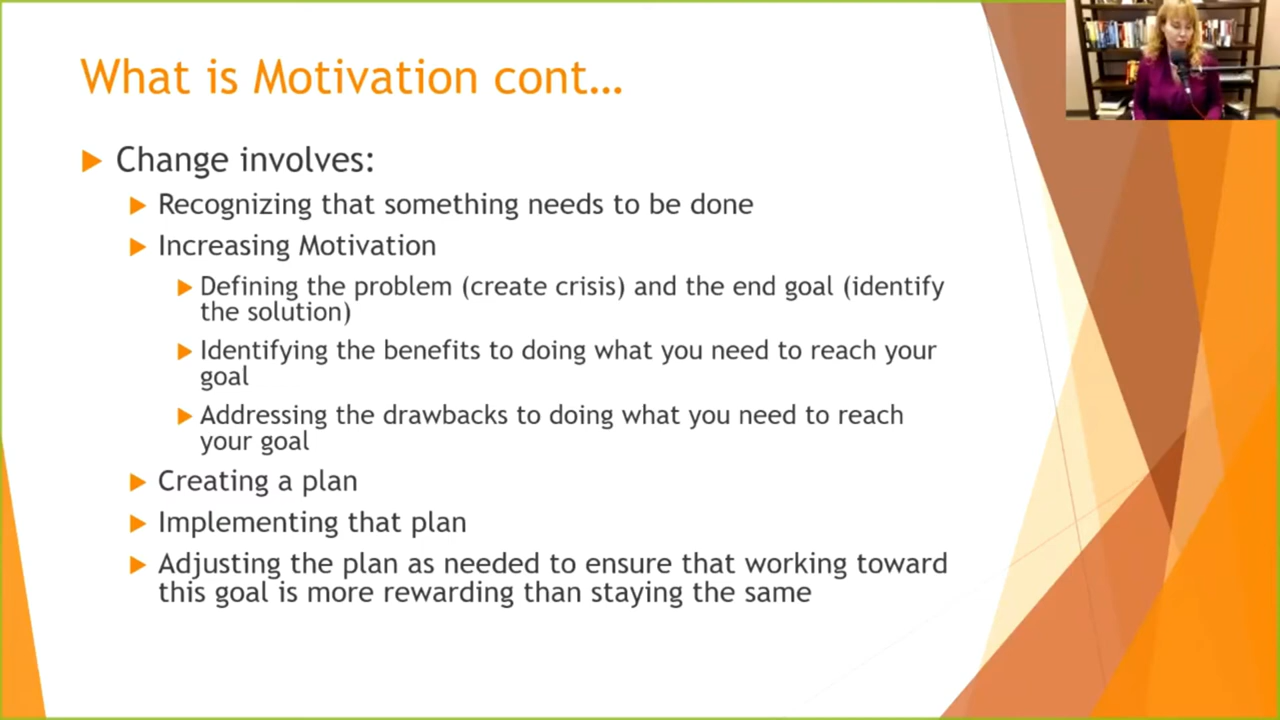 What is Motivation cont…
Change involves:
Recognizing that something needs to be done
Increasing Motivation
Defining the problem (create crisis) and the end goal (identify
the solution)
Identifying the benefits to doing what you need to reach your
goal
Addressing the drawbacks to doing what you need to reach
your goal
Creating a plan
Implementing that plan
Adjusting the plan as needed to ensure that working toward
this goal is more rewarding than staying the same